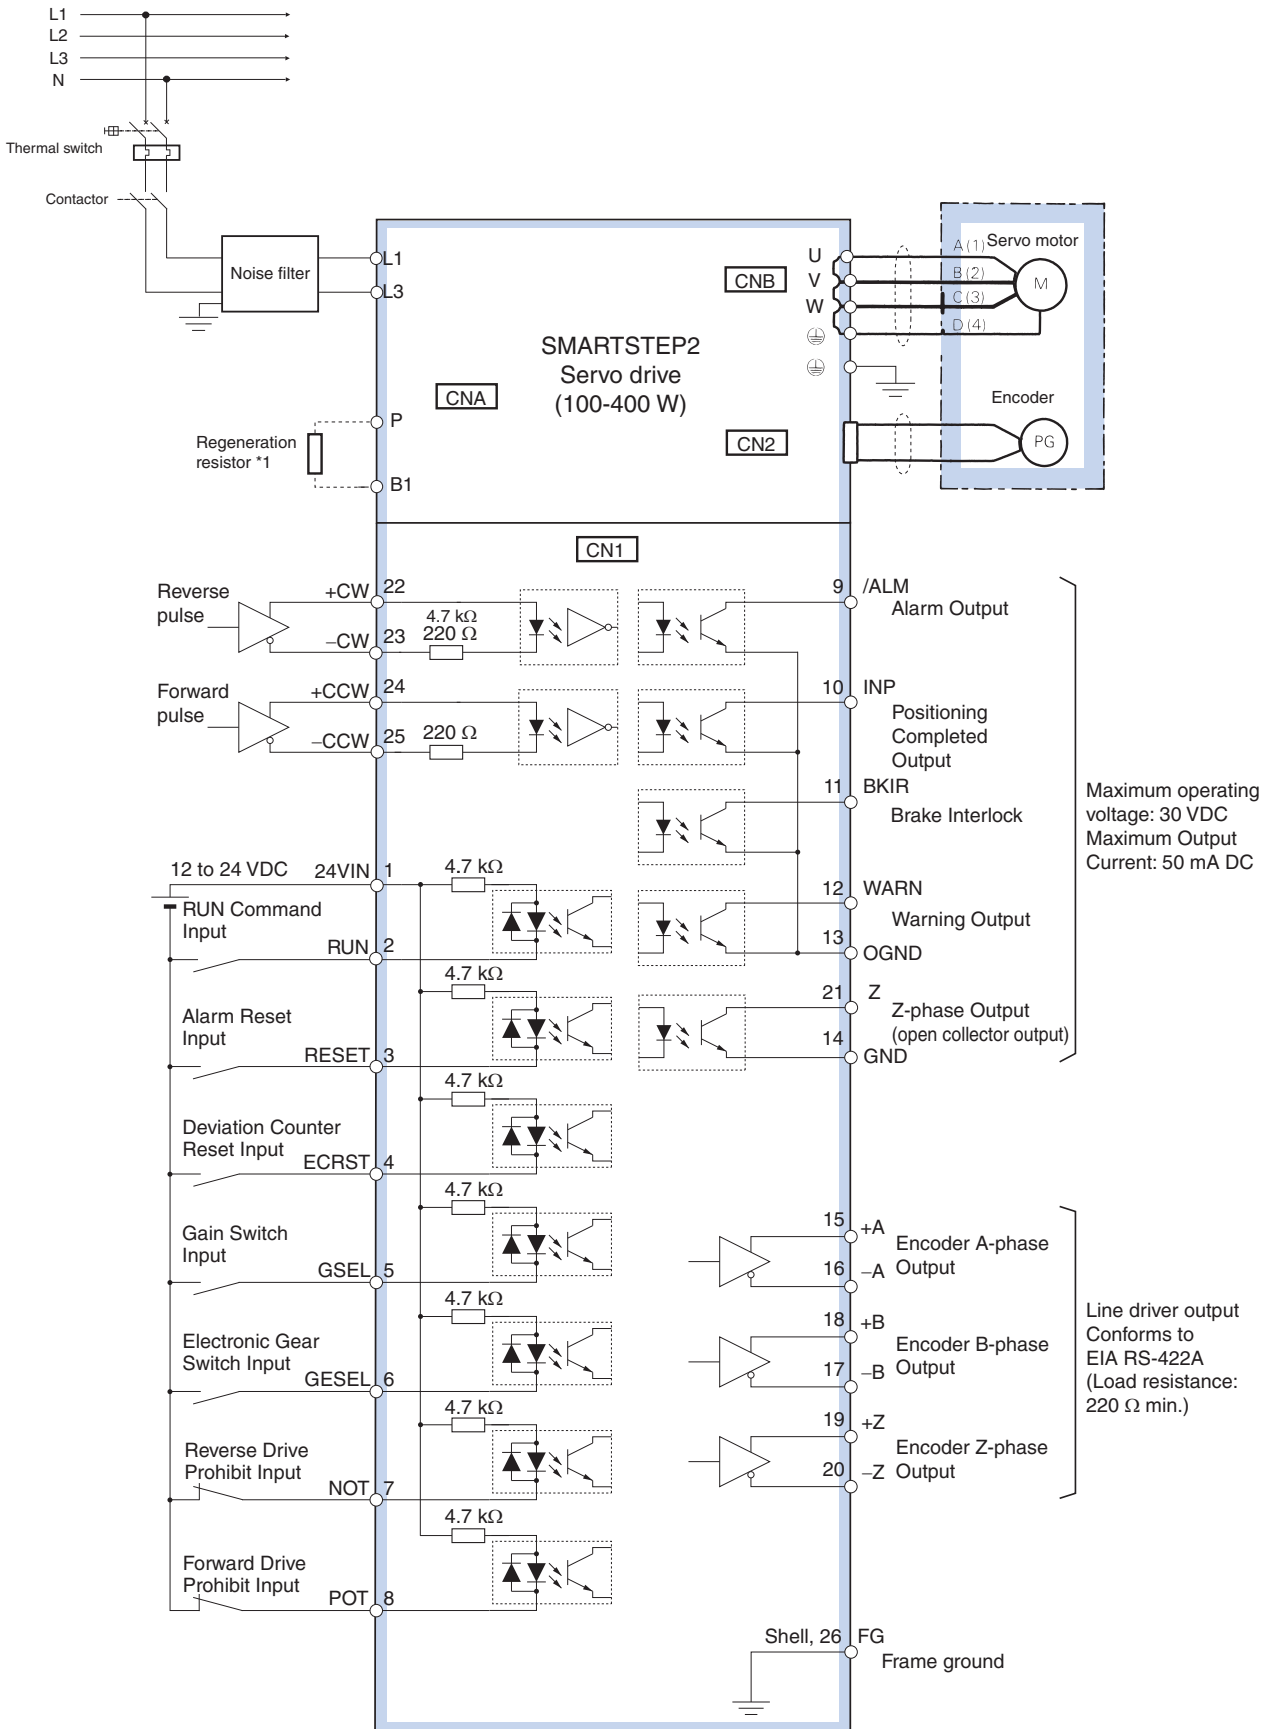 L1
L2
L3
N
Thermal switch
Contactor
Noise filter
L1
L3
CNB
U
V
W
A (1)
B (2)
C (3)
D (4)
Servo motor
M
SMARTSTEP2
Servo drive
(100-400 W)
CNA
P
Regeneration
resistor *1
B1
CN2
Encoder
PG
CN1
Reverse
pulse
+CW
22
–CW
23
4.7 kΩ
220 Ω
Forward
pulse
+CCW
24
–CCW
25
220 Ω
9
/ALM
Alarm Output
10
INP
Positioning
Completed
Output
11
BKIR
Brake Interlock
12
WARN
Warning Output
13
OGND
21
Z
Z-phase Output
(open collector output)
14
GND
Maximum operating
voltage: 30 VDC
Maximum Output
Current: 50 mA DC
12 to 24 VDC
24VIN
1
4.7 kΩ
RUN Command
Input
RUN
2
4.7 kΩ
Alarm Reset
Input
RESET
3
4.7 kΩ
Deviation Counter
Reset Input
ECRST
4
4.7 kΩ
Gain Switch
Input
GSEL
5
4.7 kΩ
Electronic Gear
Switch Input
GESEL
6
4.7 kΩ
Reverse Drive
Prohibit Input
NOT
7
4.7 kΩ
Forward Drive
Prohibit Input
POT
8
15
+A
Encoder A-phase
Output
16
–A
18
+B
Encoder B-phase
Output
17
–B
19
+Z
Encoder Z-phase
Output
20
–Z
Line driver output
Conforms to
EIA RS-422A
(Load resistance:
220 Ω min.)
Shell, 26
FG
Frame ground